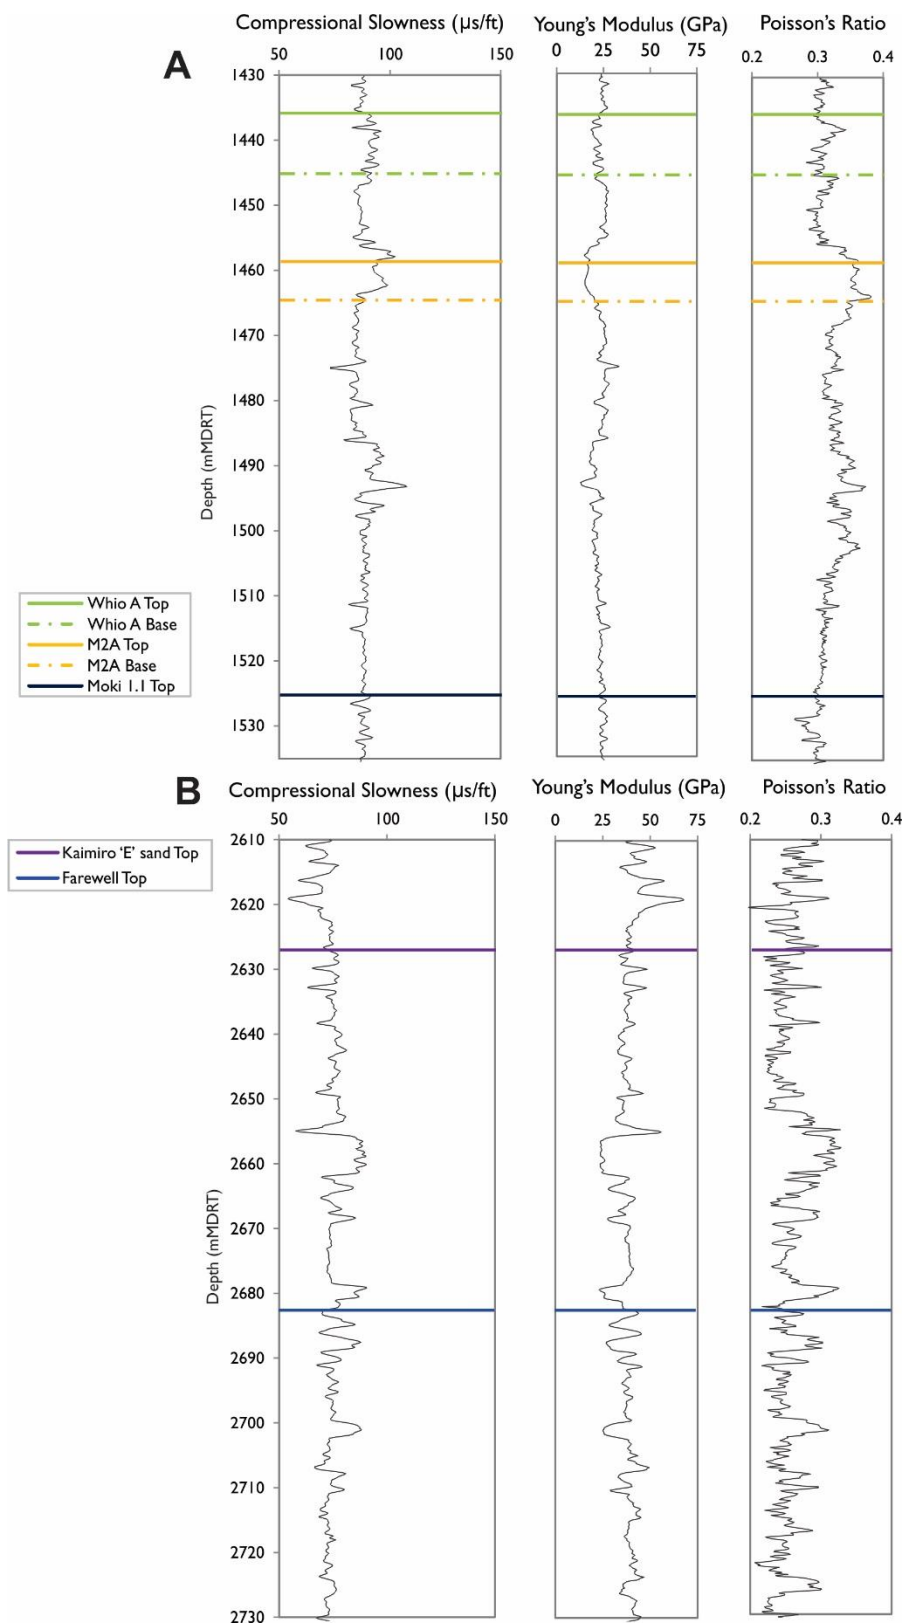 Compressional Slowness (µs/ft) Young's Modulus (GPa) Poisson's Ratio
50 100 150 0 25 50 75 0.2 0.3 0.4
A
1430
1440
1450
1460
1470
1480
1490
1500
1510
1520
1530
Depth (mMDRT)
Whio A Top
Whio A Base
M2A Top
M2A Base
Moki 1.1 Top
B
Compressional Slowness (µs/ft) Young's Modulus (GPa) Poisson's Ratio
50 100 150 0 25 50 75 0.2 0.3 0.4
Kaimiro 'E' sand Top
Farewell Top
2610
2620
2630
2640
2650
2660
2670
2680
2690
2700
2710
2720
2730
Depth (mMDRT)